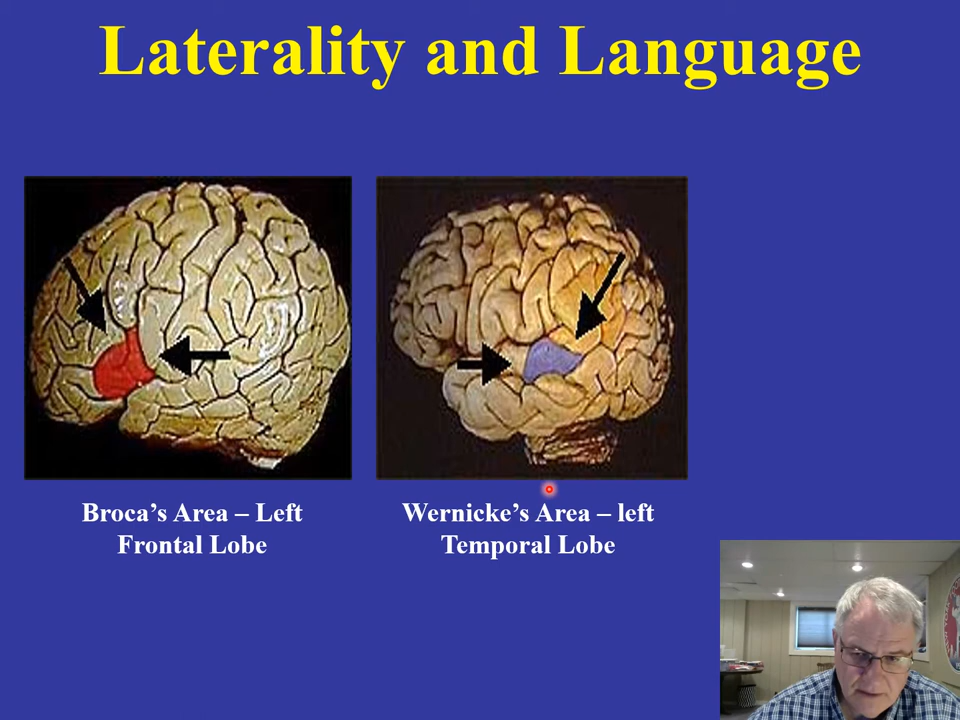 Laterality and Language
Broca’s Area – Left
Frontal Lobe
Wernicke’s Area – left
Temporal Lobe